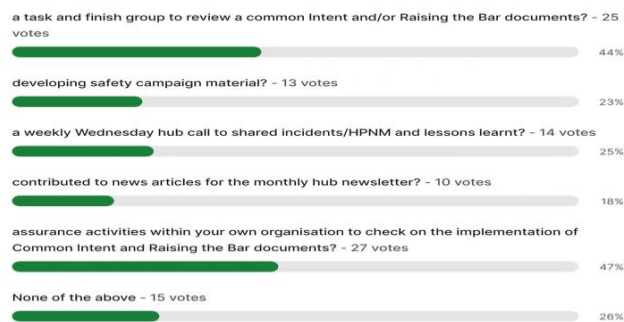 a task and finish group to review a common Intent and/or Raising the Bar documents? - 25
votes
44%
developing safety campaign material? - 13 votes
23%
a weekly Wednesday hub call to shared incidents/HPNM and lessons learnt? - 14 votes
25%
contributed to news articles for the monthly hub newsletter? - 10 votes
18%
assurance activities within your own organisation to check on the implementation of
Common Intent and Raising the Bar documents? - 27 votes
47%
None of the above - 15 votes
26%